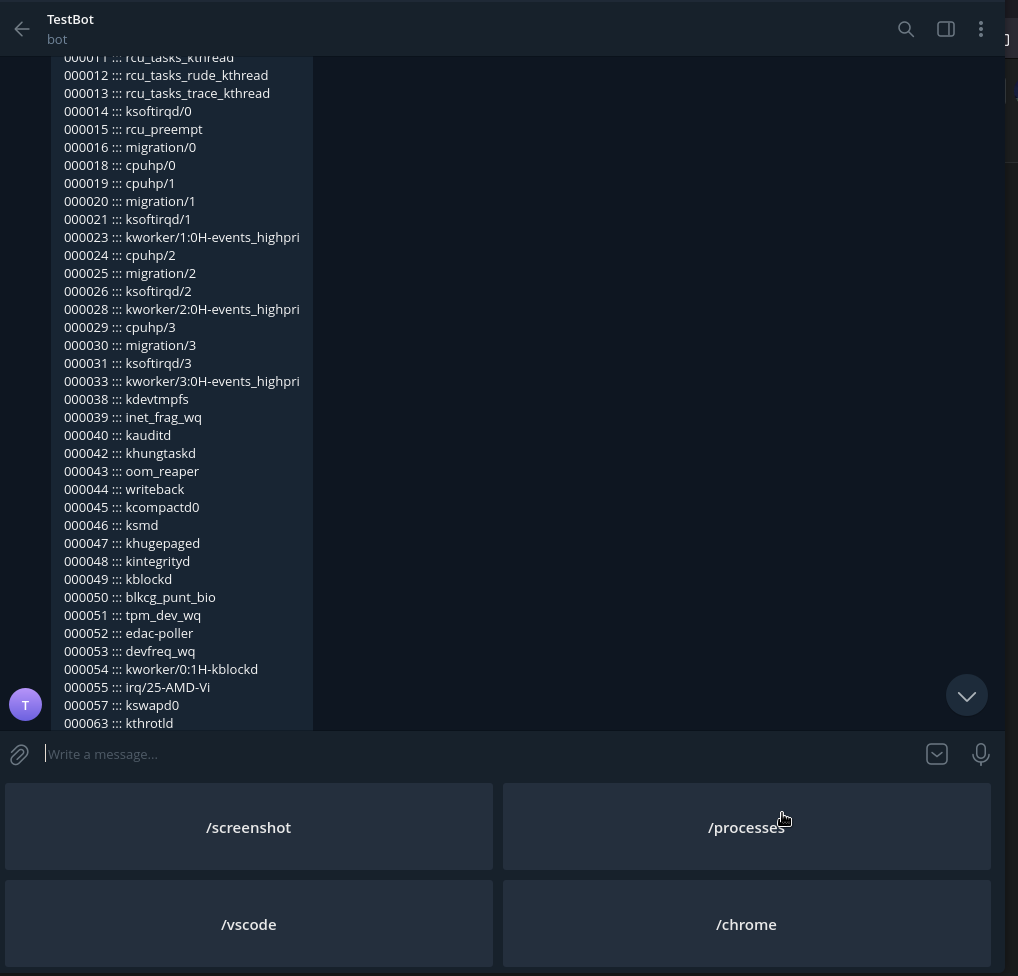 TestBot
bot
000011 ::: rcu_tasks_kthread
000012 ::: rcu_tasks_rude_kthread
000013 ::: rcu_tasks_trace_kthread
000014 ::: ksoftirqd/0
000015 ::: rcu_preempt
000016 ::: migration/0
000018 ::: cpuhp/0
000019 ::: cpuhp/1
000020 ::: migration/1
000021 ::: ksoftirqd/1
000023 ::: kworker/1:0H-events_highpri
000024 ::: cpuhp/2
000025 ::: migration/2
000026 ::: ksoftirqd/2
000028 ::: kworker/2:0H-events_highpri
000029 ::: cpuhp/3
000030 ::: migration/3
000031 ::: ksoftirqd/3
000033 ::: kworker/3:0H-events_highpri
000038 ::: kdevtmpfs
000039 ::: inet_frag_wq
000040 ::: kauditd
000042 ::: khungtaskd
000043 ::: oom_reaper
000044 ::: writeback
000045 ::: kcompactd0
000046 ::: ksmd
000047 ::: khugepaged
000048 ::: kintegrityd
000049 ::: kblockd
000050 ::: blkcg_punt_bio
000051 ::: tpm_dev_wq
000052 ::: edac-poller
000053 ::: devfreq_wq
000054 ::: kworker/0:1H-kblockd
000055 ::: irq/25-AMD-Vi
000057 ::: kswapd0
000063 ::: kthrotld
T
Write a message...
/screenshot
/processes
/vscode
/chrome